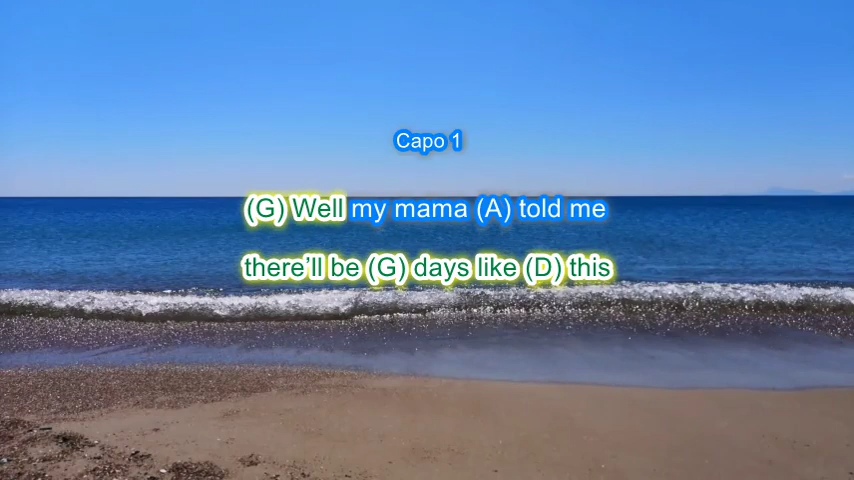 Capo 1
(G) Well my mama (A) told me
there'll be (G) days like (D) this